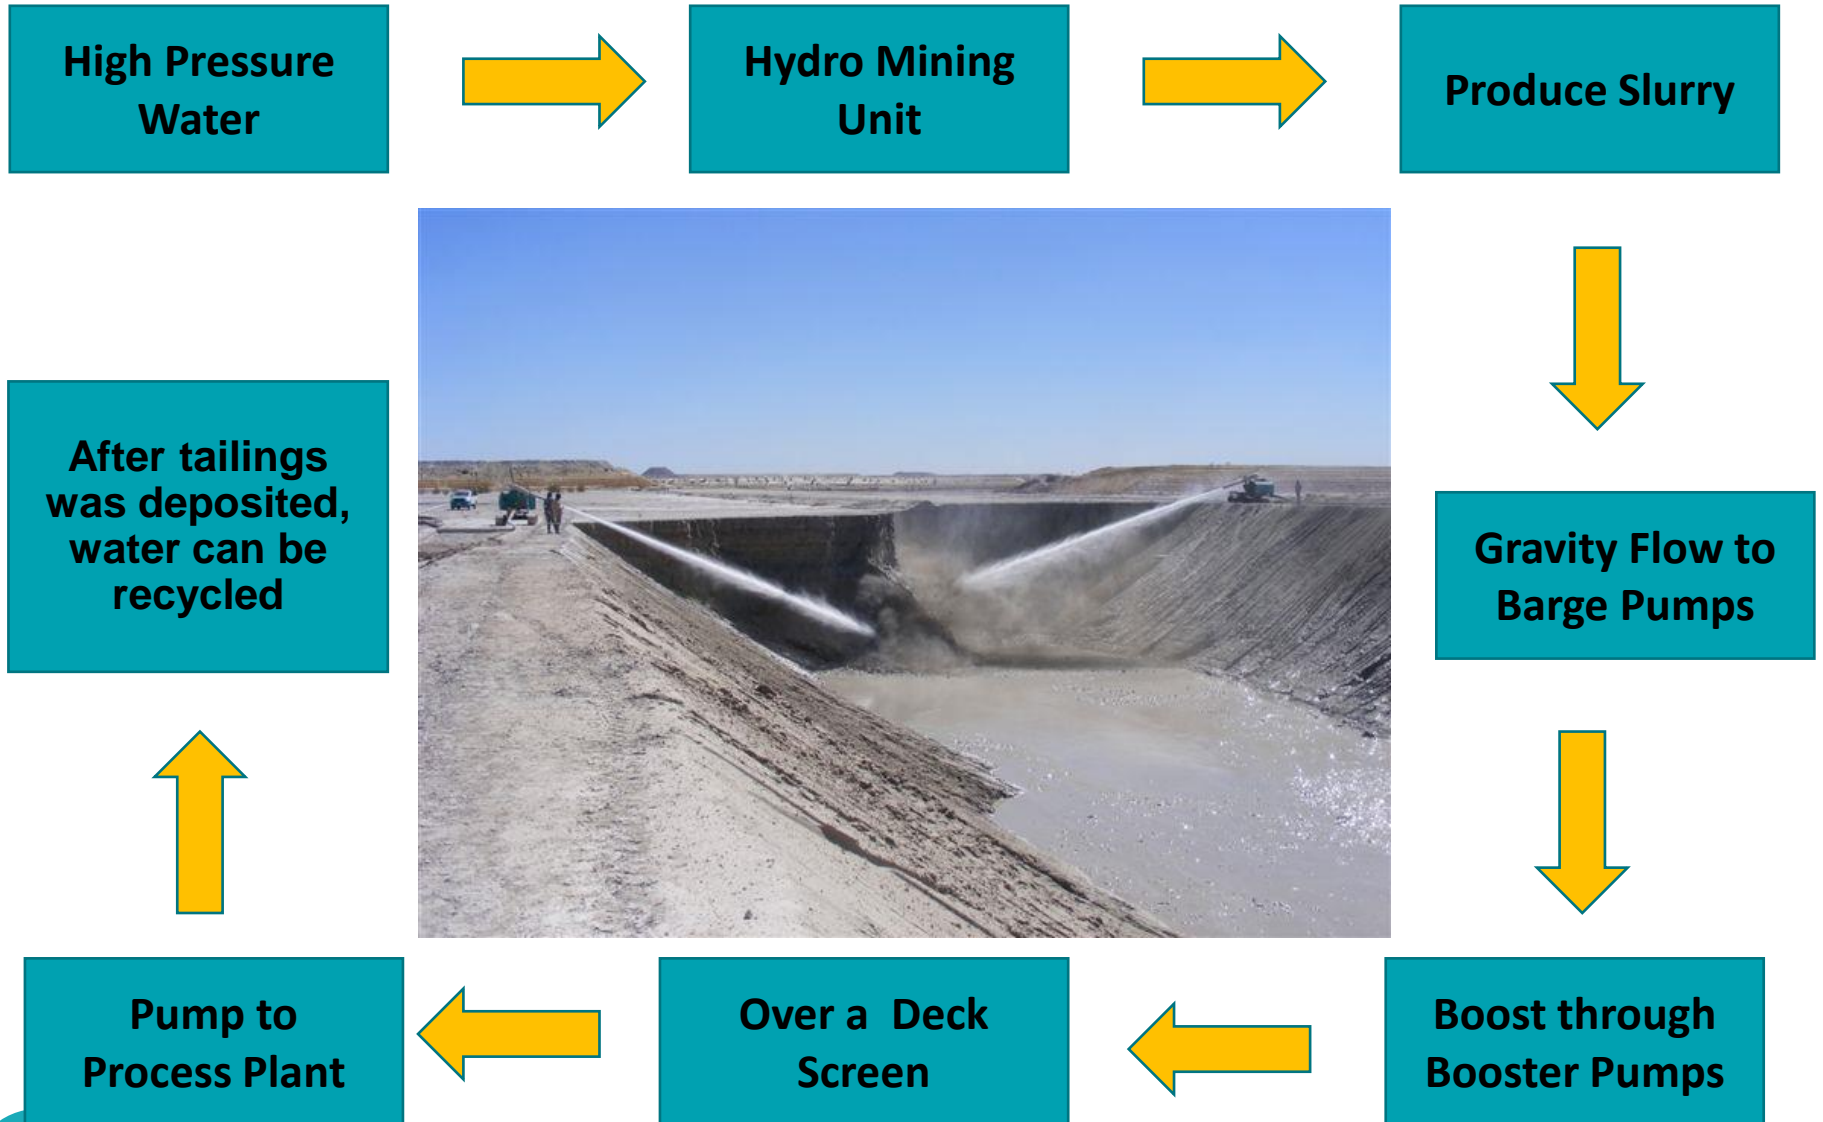 High Pressure
Water
Hydro Mining
Unit
Produce Slurry
Gravity Flow to
Barge Pumps
Boost through
Booster Pumps
Over a  Deck
Screen
Pump to
Process Plant
After tailings
was deposited,
water can be
recycled